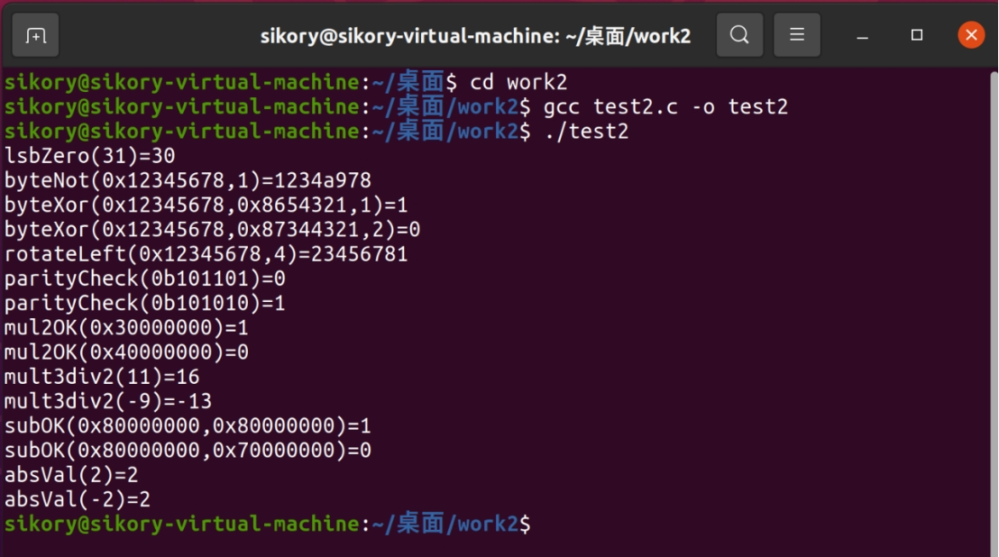 sikory@sikory-virtual-machine: ~/桌面/work2
sikory@sikory-virtual-machine:~/桌面$ cd work2
sikory@sikory-virtual-machine:~/桌面/work2$ gcc test2.c -o test2
sikory@sikory-virtual-machine:~/桌面/work2$ ./test2
lsbZero(31)=30
byteNot(0x12345678,1)=1234a978
byteXor(0x12345678,0x8654321,1)=1
byteXor(0x12345678,0x87344321,2)=0
rotateLeft(0x12345678,4)=23456781
parityCheck(0b101101)=0
parityCheck(0b101010)=1
mul2OK(0x30000000)=1
mul2OK(0x40000000)=0
mult3div2(11)=16
mult3div2(-9)=-13
subOK(0x80000000,0x80000000)=1
subOK(0x80000000,0x70000000)=0
absVal(2)=2
absVal(-2)=2
sikory@sikory-virtual-machine:~/桌面/work2$